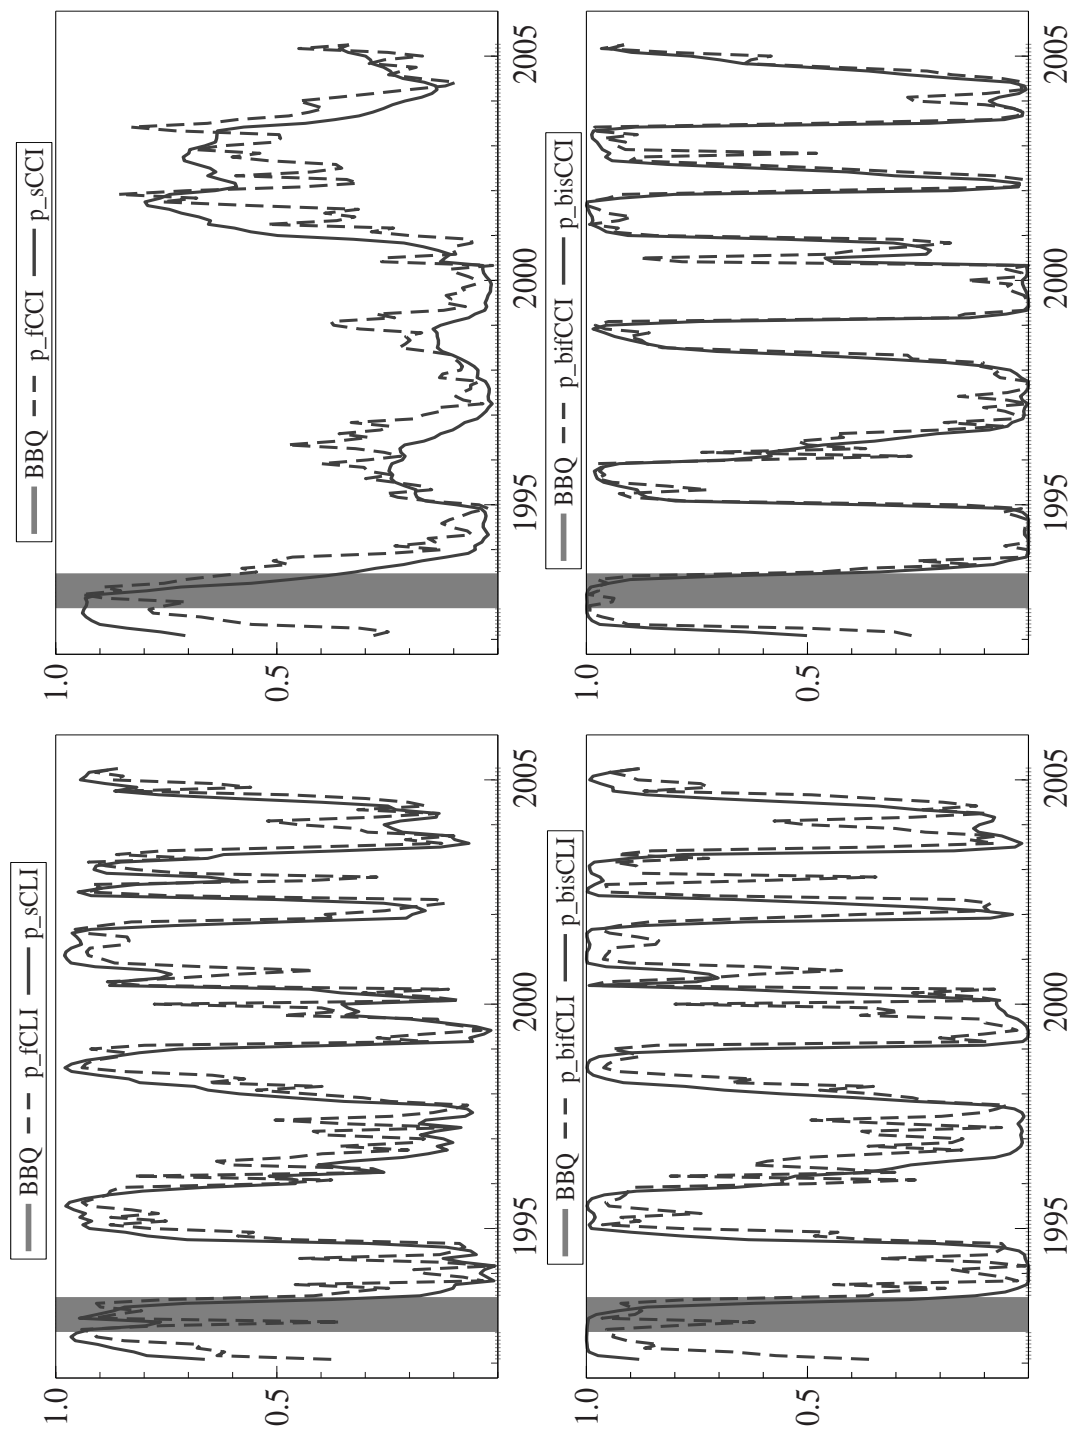 BBQ p_fCLI p_sCLI
1.0
0.5
1995 2000 2005
BBQ p_fCCI p_sCCI
1.0
0.5
1995 2000 2005
BBQ p_bifCLI p_bisCLI
1.0
0.5
1995 2000 2005
BBQ p_bifCCI p_bisCCI
1.0
0.5
1995 2000 2005